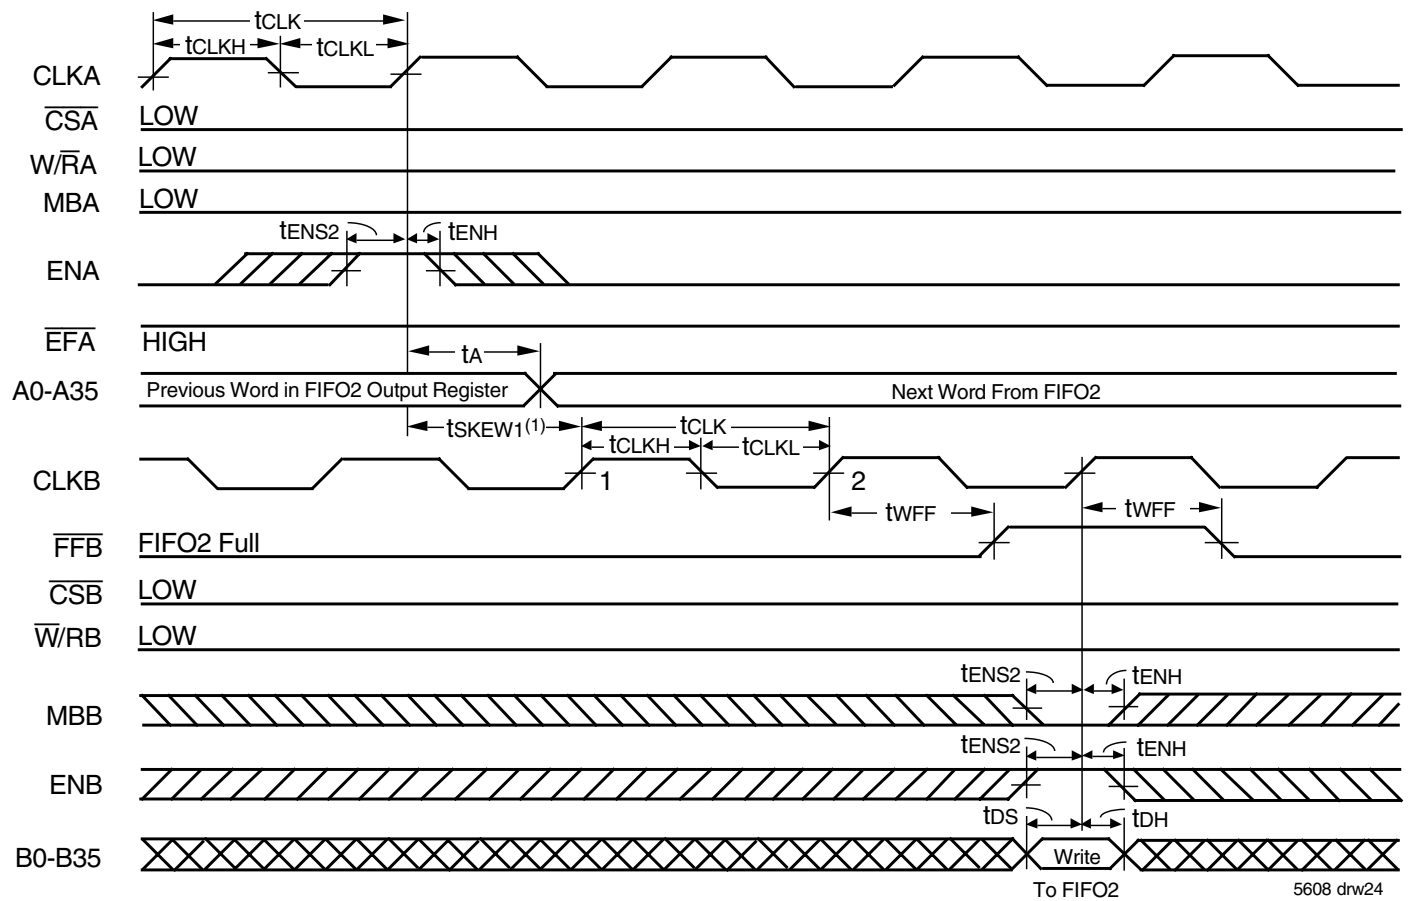 tCLK
tCLKH
tCLKL
CLKA
CSA
LOW
W/RA
LOW
MBA
LOW
tENS2
tENH
ENA
EFA
HIGH
tA
A0-A35
Previous Word in FIFO2 Output Register
Next Word From FIFO2
tSKEW1(1)
tCLK
tCLKH
tCLKL
CLKB
1
2
tWFF
tWFF
FFB
FIFO2 Full
CSB
LOW
W/RB
LOW
tENS2
tENH
MBB
tENS2
tENH
ENB
tDS
tDH
B0-B35
Write
To FIFO2
5608 drw24